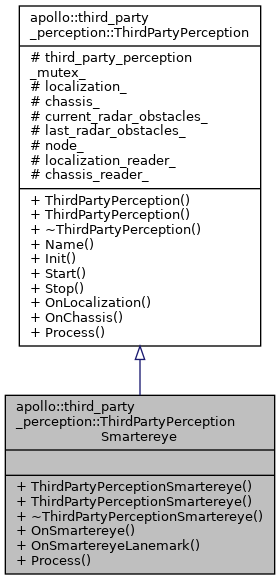 apollo::third_party
_perception::ThirdPartyPerception
# third_party_perception
_mutex_
# localization_
# chassis_
# current_radar_obstacles_
# last_radar_obstacles_
# node_
# localization_reader_
# chassis_reader_
+ ThirdPartyPerception()
+ ThirdPartyPerception()
+ ~ThirdPartyPerception()
+ Name()
+ Init()
+ Start()
+ Stop()
+ OnLocalization()
+ OnChassis()
+ Process()
apollo::third_party
_perception::ThirdPartyPerception
Smartereye
+ ThirdPartyPerceptionSmartereye()
+ ThirdPartyPerceptionSmartereye()
+ ~ThirdPartyPerceptionSmartereye()
+ OnSmartereye()
+ OnSmartereyeLanemark()
+ Process()